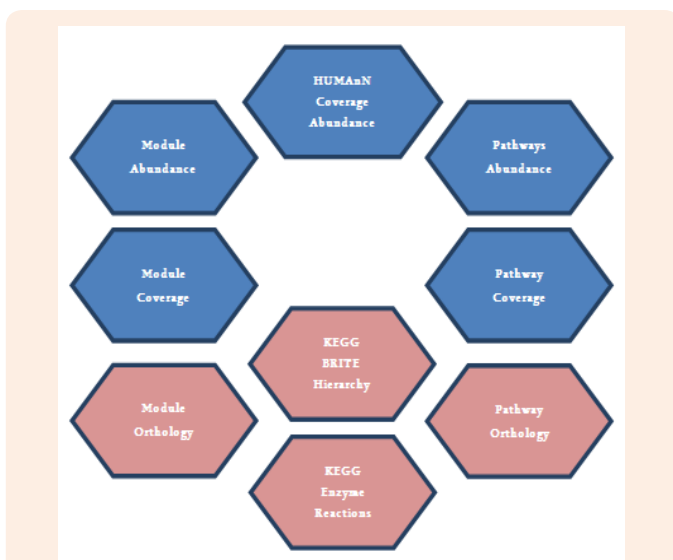 HUMAnN
Coverage
Abundance
Module
Abundance
Pathways
Abundance
Module
Coverage
Pathway
Coverage
KEGG
BRITE
Hierarchy
Module
Orthology
Pathway
Orthology
KEGG
Enzyme
Reactions